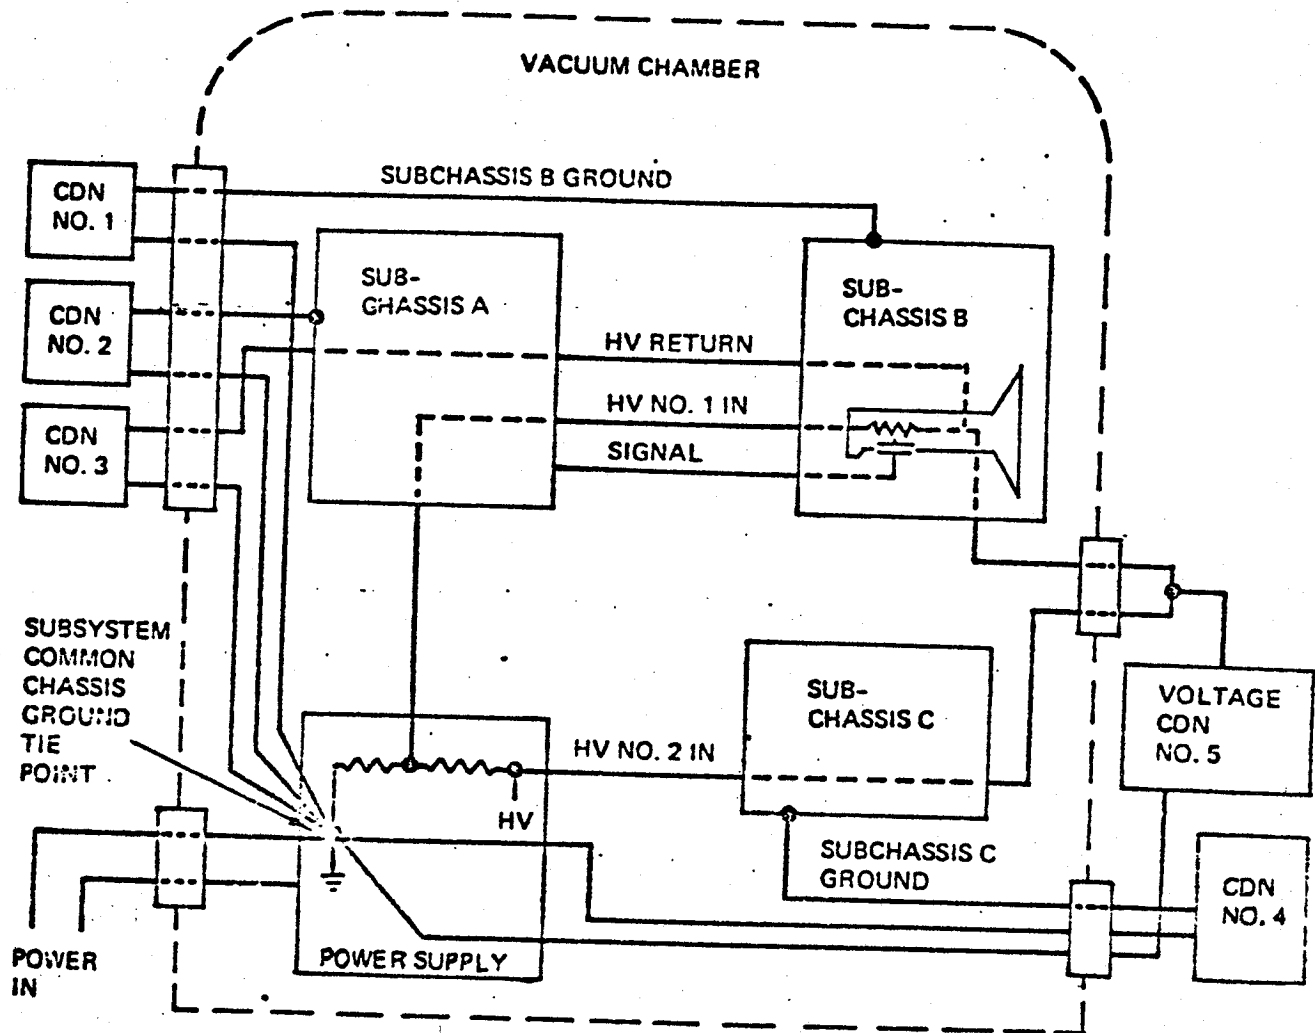 VACUUM CHAMBER
SUBCHASSIS B GROUND
CDN
NO. 1
SUB-
CHASSIS A
SUB-
CHASSIS B
CDN
NO. 2
HV RETURN
HV NO. 1 IN
CDN
NO. 3
SIGNAL
SUBSYSTEM
COMMON
CHASSIS
GROUND
TIE
POINT
SUB-
CHASSIS C
VOLTAGE
CDN
NO. 5
HV NO. 2 IN
HV
SUBCHASSIS C
GROUND
CDN
NO. 4
POWER
IN
POWER SUPPLY